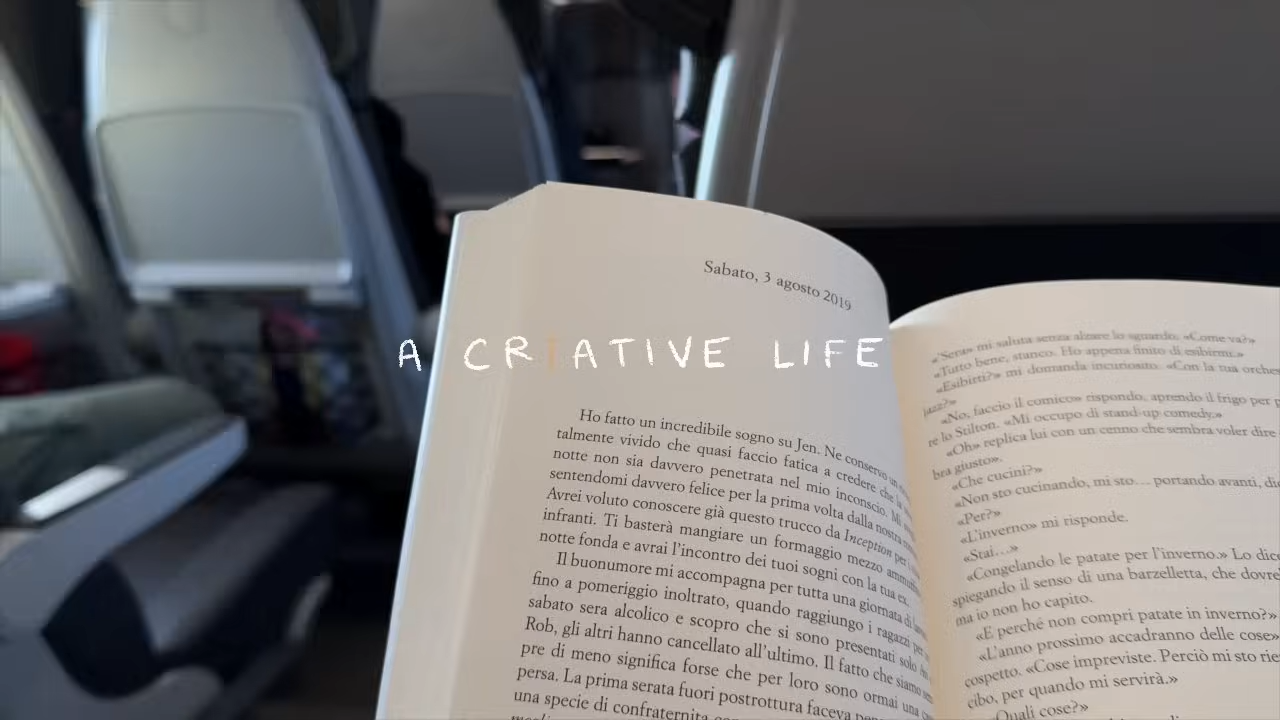 Sabato, 3 agosto 2019
A CREATIVE LIFE
Ho fatto un incredibile sogno su Jen. Ne conservo un
talmente vivido che quasi faccio fatica a credere che la
notte non sia davvero penetrata nel mio inconscio. Mi
sentendomi davvero felice per la prima volta dalla nostra
Avrei voluto conoscere già questo trucco da Inception per i
infranti. Ti basterà mangiare un formaggio mezzo
notte fonda e avrai l'incontro dei tuoi sogni con la tua ex.
Il buonumore mi accompagna per tutta una giornata di
fino a pomeriggio inoltrato, quando raggiungo i ragazzi per
sabato sera alcolico e scopro che si sono presentati solo
Rob, gli altri hanno cancellato all'ultimo. Il fatto che siamo
pre di meno significa forse che per loro sono ormai una
persa. La prima serata fuori postrottura faceva
una specie di confraternita
«Sera» mi saluta senza alzare lo sguardo. «Come va?»
«Tutto bene, stanco. Ho appena finito di esibirmi.»
«Esibirti?» mi domanda incuriosito. «Con la tua
jazz?»
«No, faccio il comico» rispondo, aprendo il frigo per
re lo Stilton. «Mi occupo di stand-up comedy.»
«Oh» replica lui con un cenno che sembra voler dire
bra giusto».
«Che cucini?»
«Non sto cucinando, mi sto… portando avanti,
«Per?»
«L'inverno» mi risponde.
«Stai…»
«Congelando le patate per l'inverno.» Lo
spiegando il senso di una barzelletta, che
ma io non ho capito.
«E perché non compri patate in inverno?»
«L'anno prossimo accadranno delle cose»
cospetto. «Cose impreviste. Perciò mi sto
cibo, per quando mi servirà.»
«Quali cose?»